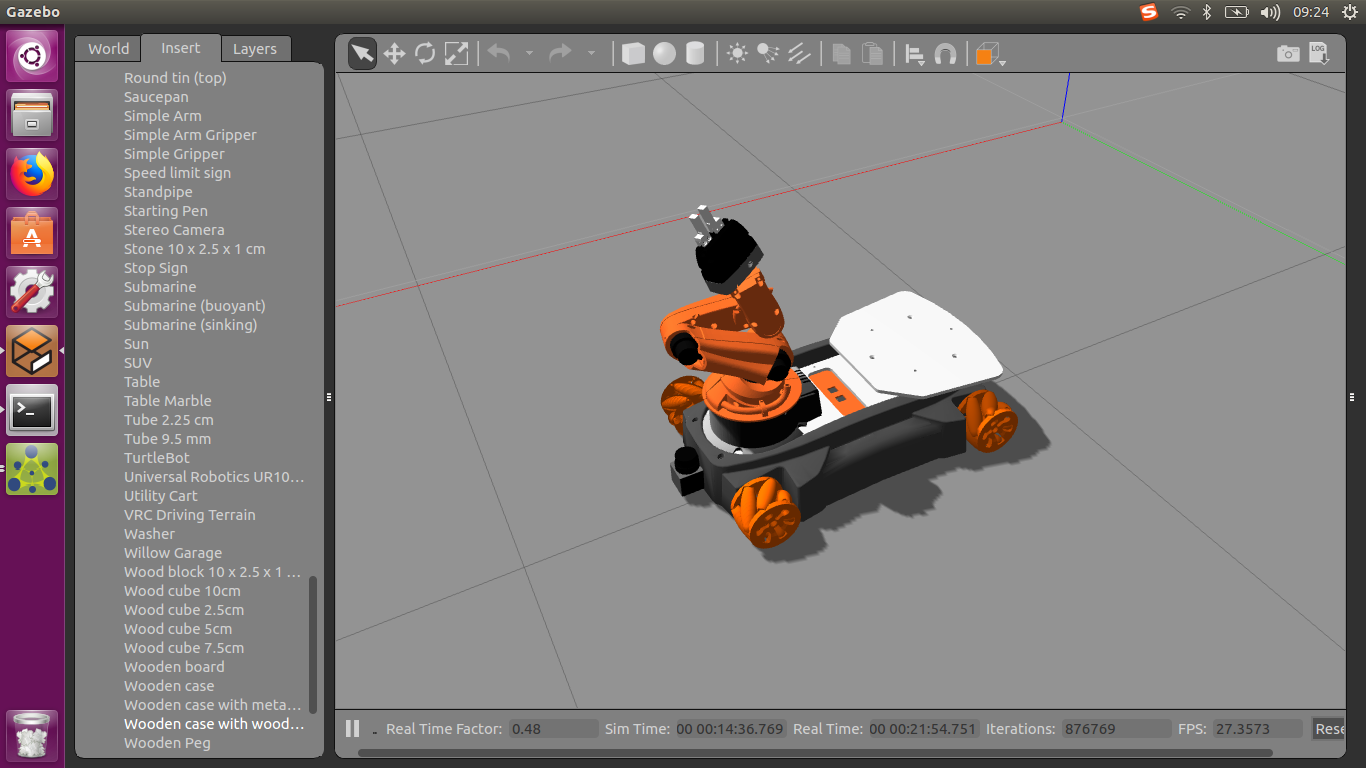 Gazebo
09:24
World Insert Layers
LOG
Round tin (top)
Saucepan
Simple Arm
Simple Arm Gripper
Simple Gripper
Speed limit sign
Standpipe
Starting Pen
Stereo Camera
Stone 10 x 2.5 x 1 cm
Stop Sign
Submarine
Submarine (buoyant)
Submarine (sinking)
Sun
SUV
Table
Table Marble
Tube 2.25 cm
Tube 9.5 mm
TurtleBot
Universal Robotics UR10...
Utility Cart
VRC Driving Terrain
Washer
Willow Garage
Wood block 10 x 2.5 x 1 ...
Wood cube 10cm
Wood cube 2.5cm
Wood cube 5cm
Wood cube 7.5cm
Wooden board
Wooden case
Wooden case with meta...
Wooden case with wood...
Wooden Peg
Real Time Factor: 0.48 Sim Time: 00 00:14:36.769 Real Time: 00 00:21:54.751 Iterations: 876769 FPS: 27.3573 Rese